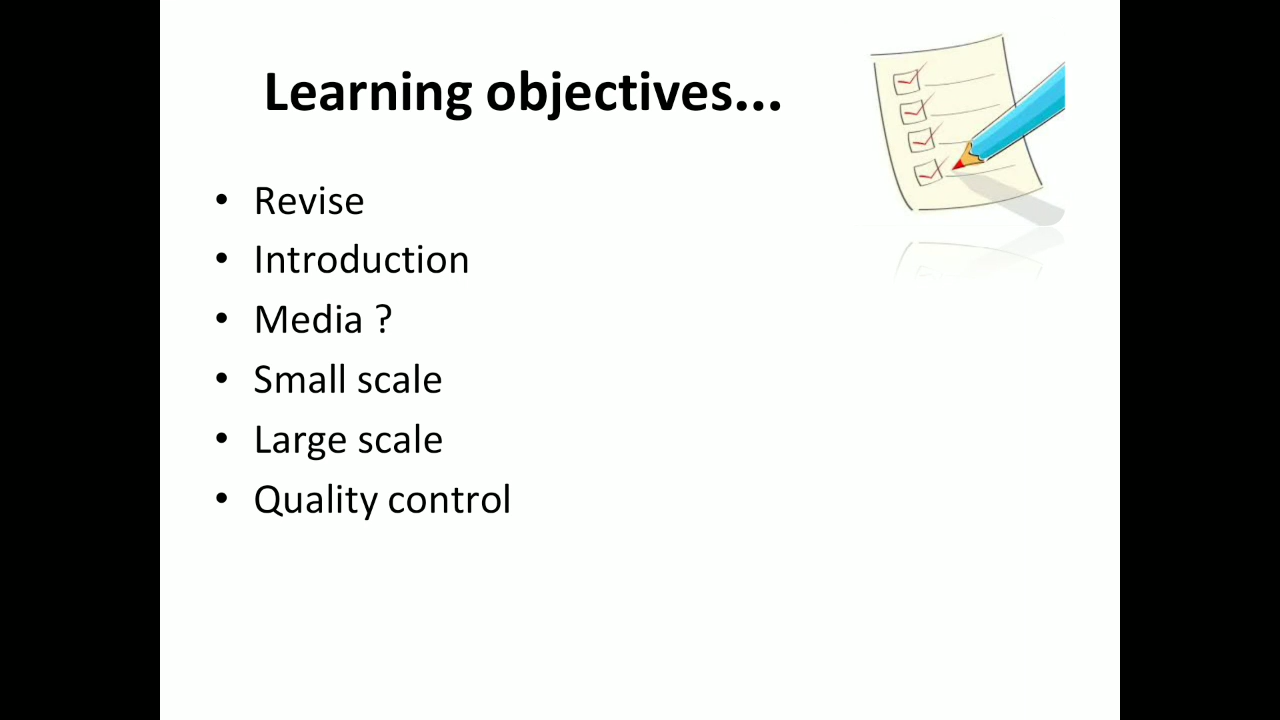 Learning objectives...
• Revise
• Introduction
• Media ?
• Small scale
• Large scale
• Quality control